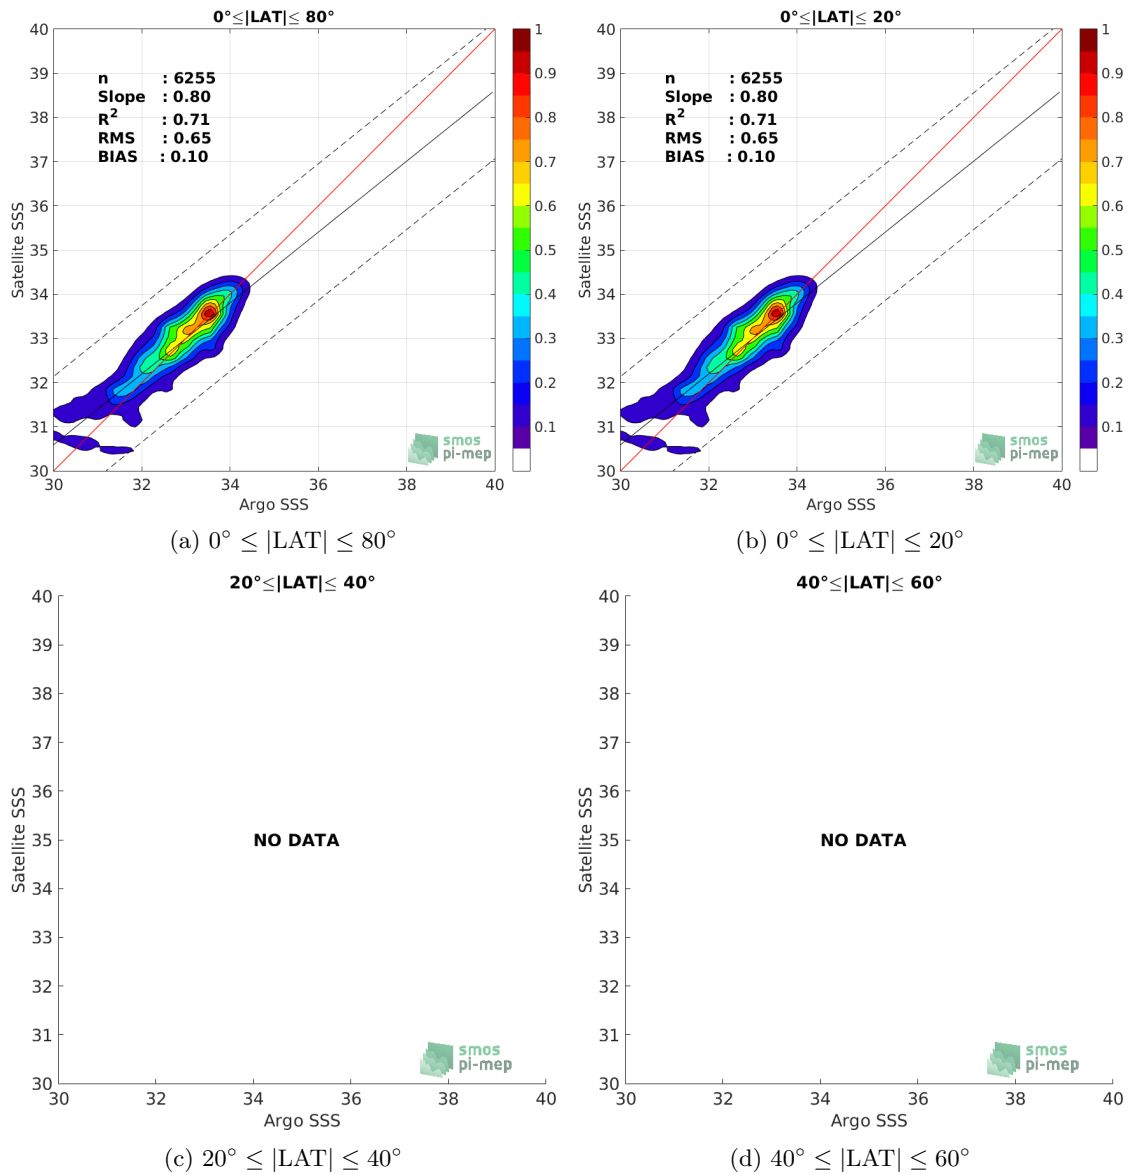 0°≤|LAT|≤ 80°
40
39
38
37
36
35
34
33
32
31
30
Satellite SSS
n : 6255
Slope : 0.80
R2 : 0.71
RMS : 0.65
BIAS : 0.10
smos
pi-mep
30 32 34 36 38 40
Argo SSS
1
0.9
0.8
0.7
0.6
0.5
0.4
0.3
0.2
0.1
(a) 0° ≤ |LAT| ≤ 80°
0°≤|LAT|≤ 20°
40
39
38
37
36
35
34
33
32
31
30
Satellite SSS
n : 6255
Slope : 0.80
R2 : 0.71
RMS : 0.65
BIAS : 0.10
smos
pi-mep
30 32 34 36 38 40
Argo SSS
1
0.9
0.8
0.7
0.6
0.5
0.4
0.3
0.2
0.1
(b) 0° ≤ |LAT| ≤ 20°
20°≤|LAT|≤ 40°
40
39
38
37
36
35
34
33
32
31
30
Satellite SSS
NO DATA
smos
pi-mep
30 32 34 36 38 40
Argo SSS
(c) 20° ≤ |LAT| ≤ 40°
40°≤|LAT|≤ 60°
40
39
38
37
36
35
34
33
32
31
30
Satellite SSS
NO DATA
smos
pi-mep
30 32 34 36 38 40
Argo SSS
(d) 40° ≤ |LAT| ≤ 60°